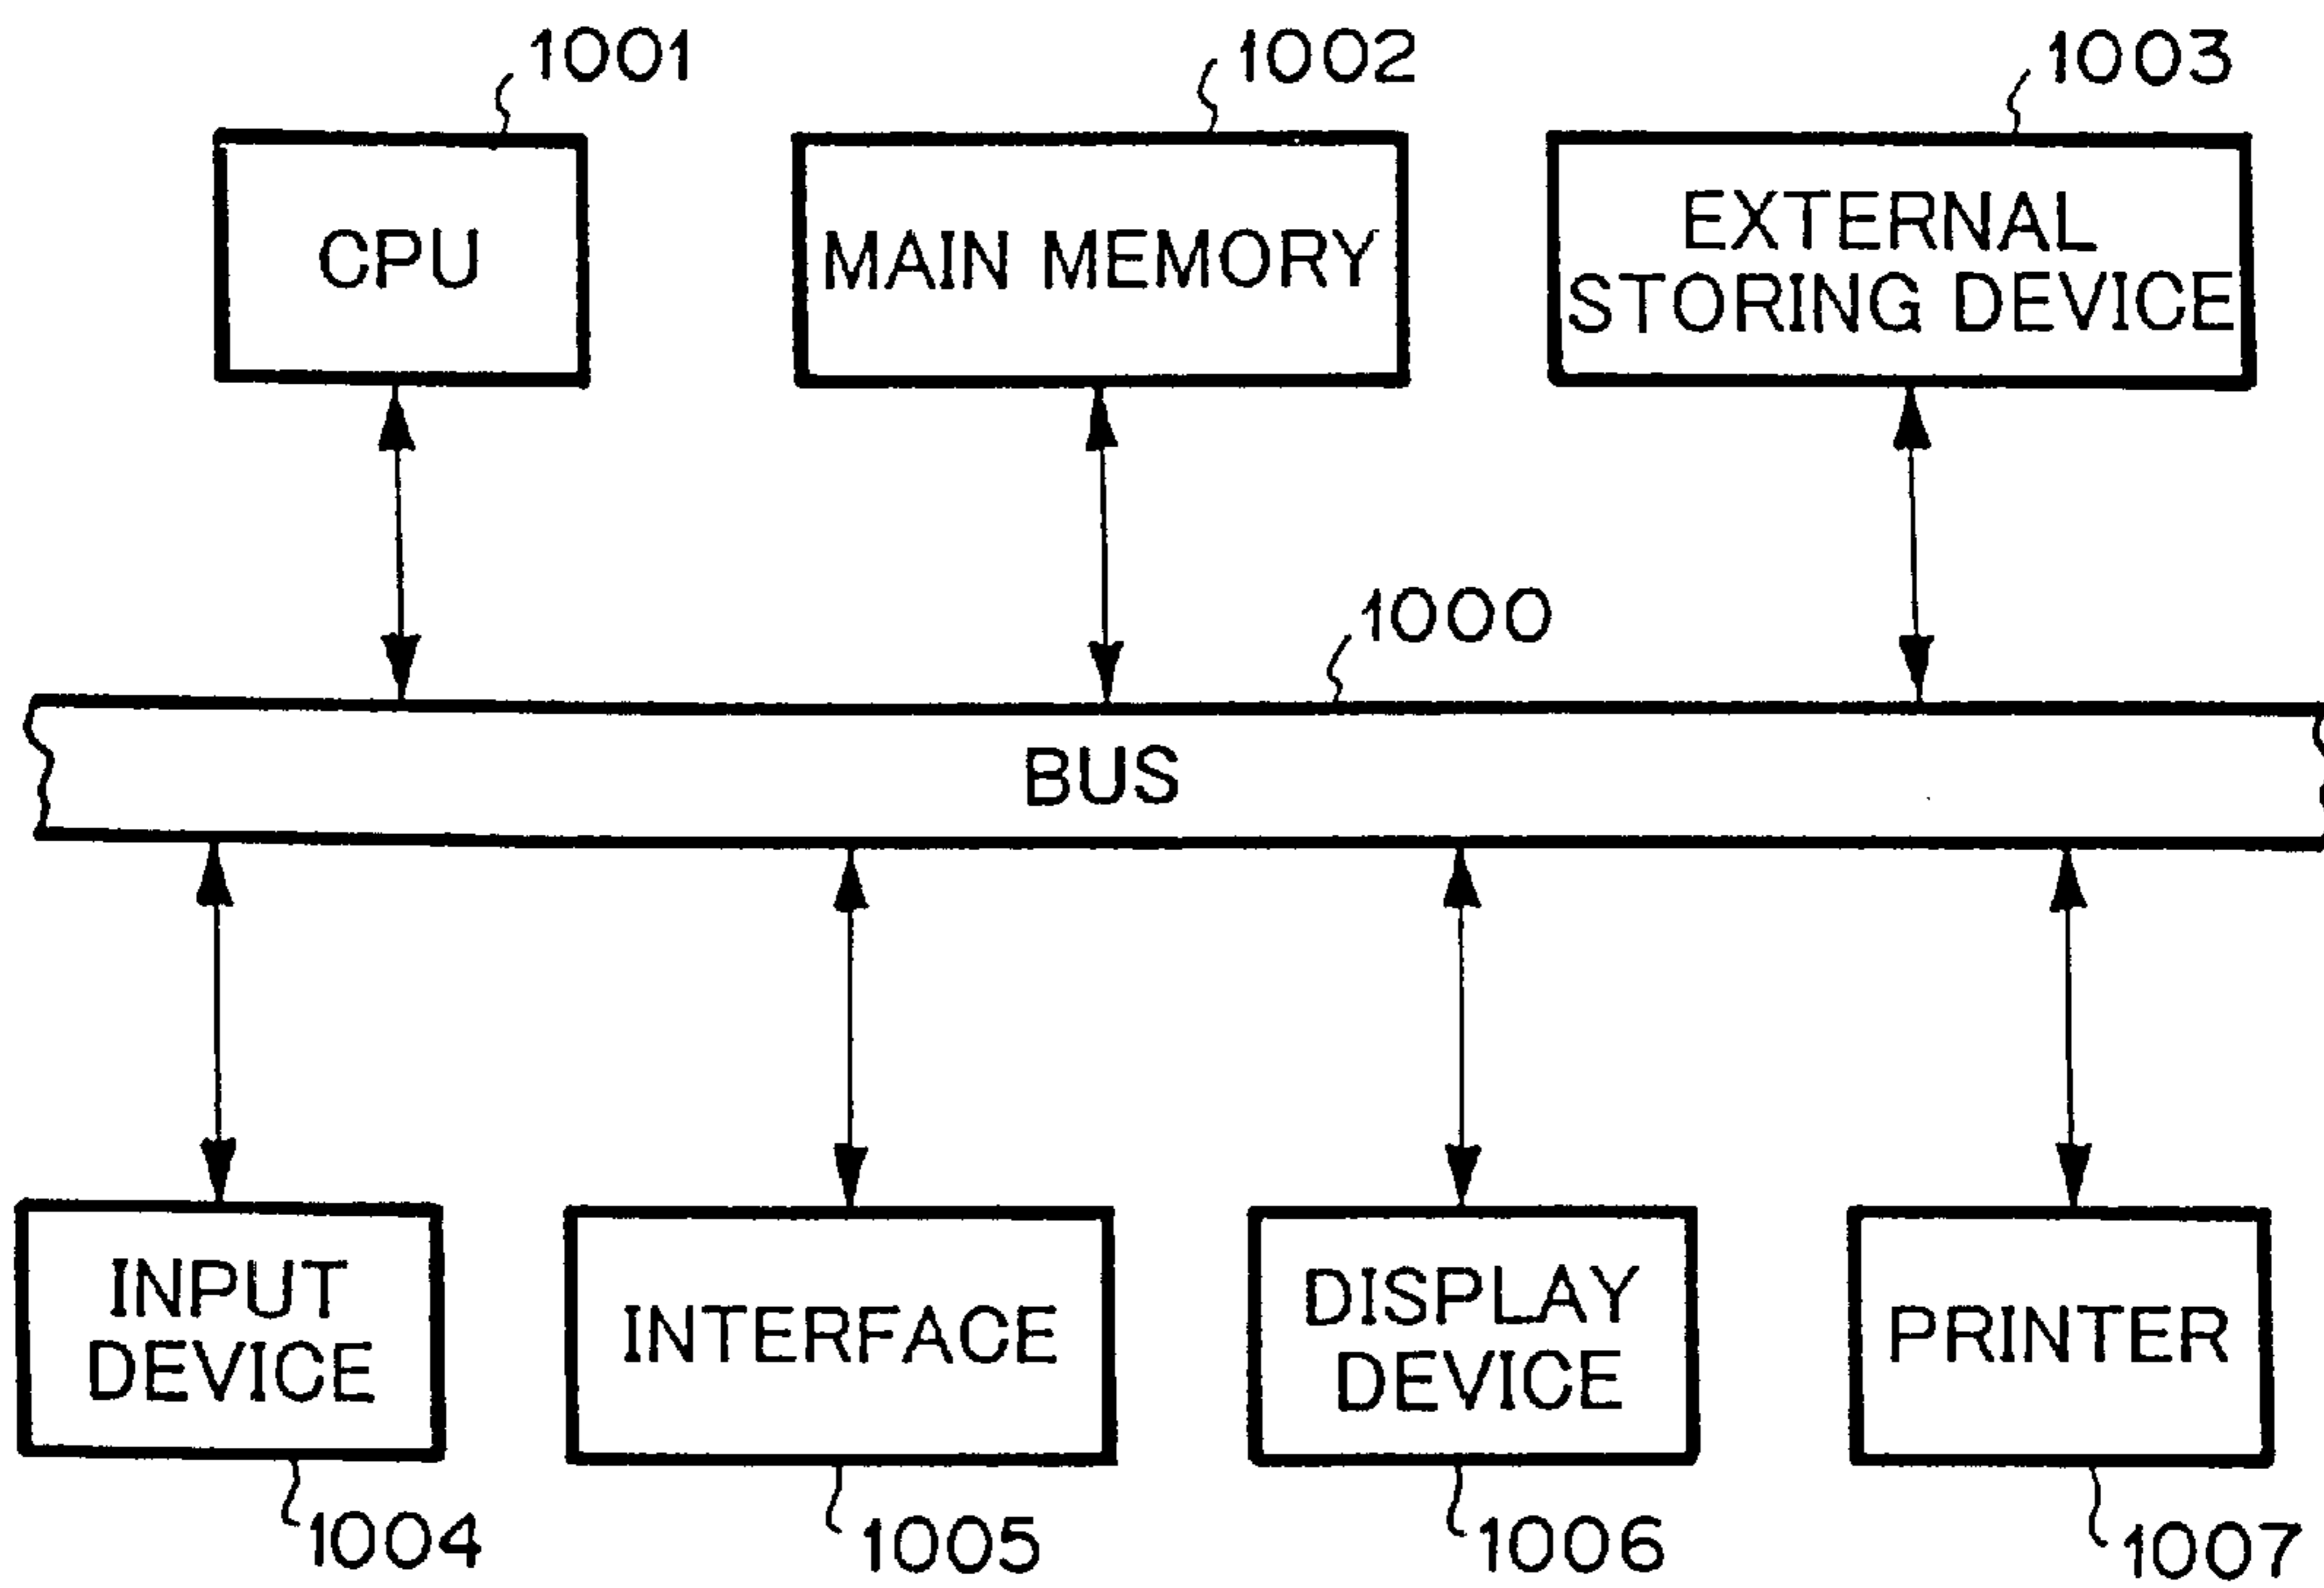 1001
1002
1003
CPU
MAIN MEMORY
EXTERNAL
STORING DEVICE
1000
BUS
INPUT
DEVICE
INTERFACE
DISPLAY
DEVICE
PRINTER
1004
1005
1006
1007